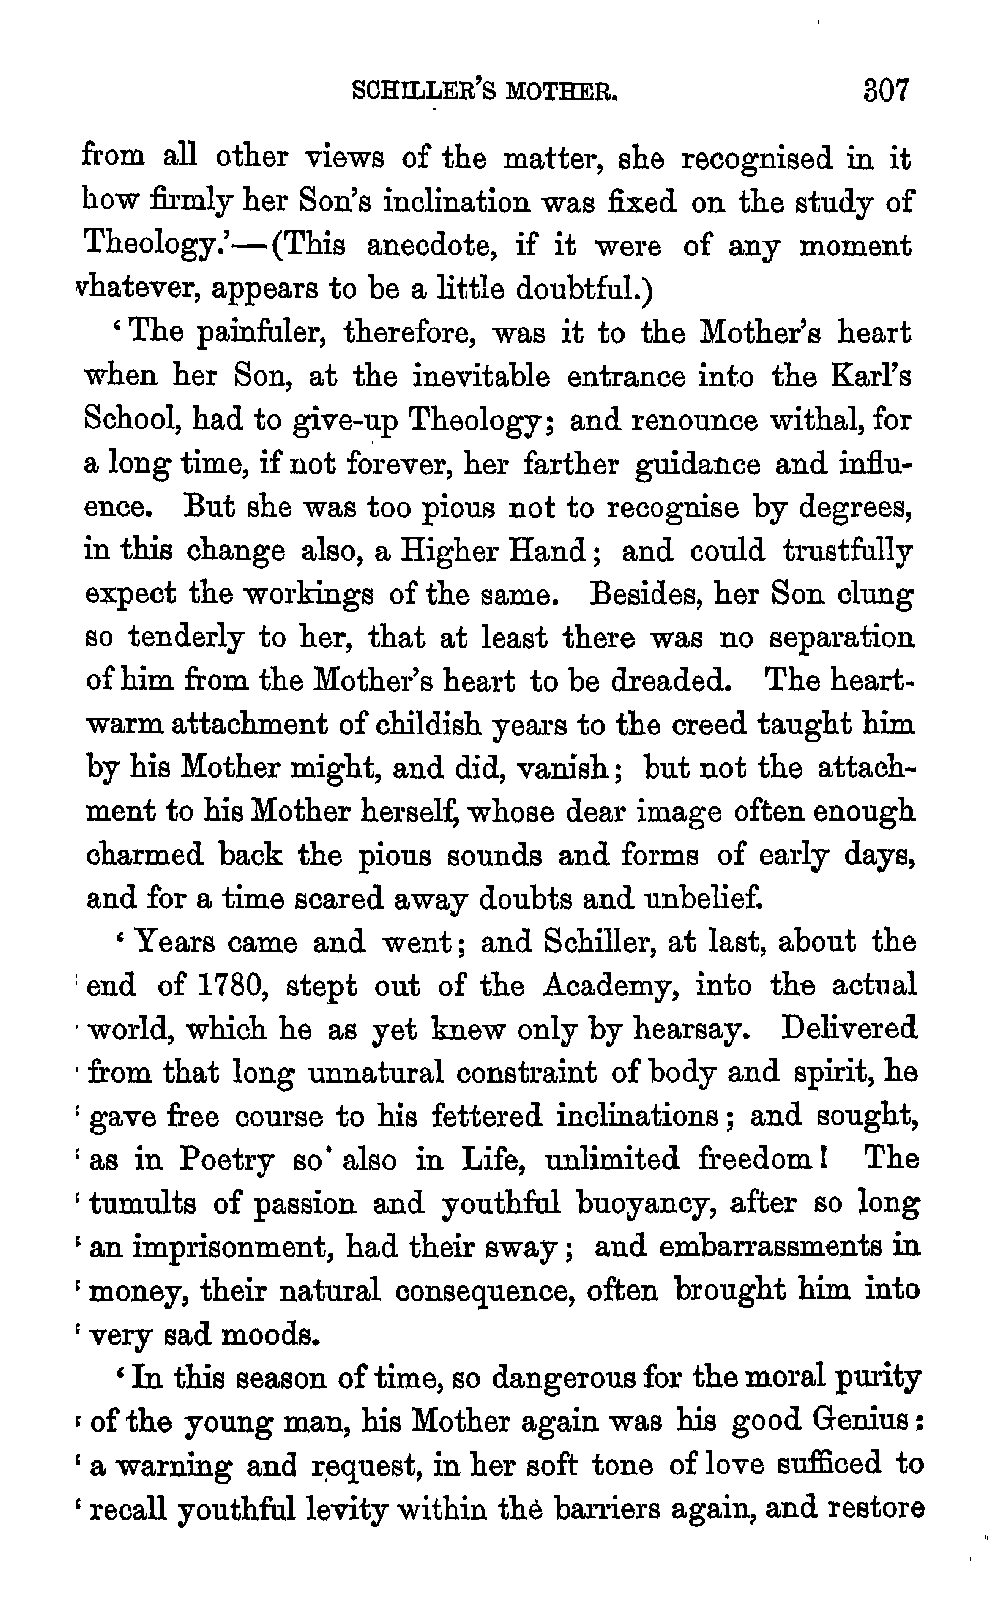 SCHILLER'S MOTHER. 307
from all other views of the matter, she recognised in it
how firmly her Son's inclination was fixed on the study of
Theology.'—(This anecdote, if it were of any moment
whatever, appears to be a little doubtful.)
‘The painfuler, therefore, was it to the Mother's heart
when her Son, at the inevitable entrance into the Karl's
School, had to give-up Theology; and renounce withal, for
a long time, if not forever, her farther guidance and influ-
ence. But she was too pious not to recognise by degrees,
in this change also, a Higher Hand; and could trustfully
expect the workings of the same. Besides, her Son clung
so tenderly to her, that at least there was no separation
of him from the Mother's heart to be dreaded. The heart-
warm attachment of childish years to the creed taught him
by his Mother might, and did, vanish; but not the attach-
ment to his Mother herself, whose dear image often enough
charmed back the pious sounds and forms of early days,
and for a time scared away doubts and unbelief.
‘Years came and went; and Schiller, at last, about the
‘end of 1780, stept out of the Academy, into the actual
‘world, which he as yet knew only by hearsay. Delivered
‘from that long unnatural constraint of body and spirit, he
‘gave free course to his fettered inclinations; and sought,
‘as in Poetry so also in Life, unlimited freedom! The
‘tumults of passion and youthful buoyancy, after so long
‘an imprisonment, had their sway; and embarrassments in
‘money, their natural consequence, often brought him into
‘very sad moods.
‘In this season of time, so dangerous for the moral purity
‘of the young man, his Mother again was his good Genius:
‘a warning and request, in her soft tone of love sufficed to
‘recall youthful levity within the barriers again, and restore